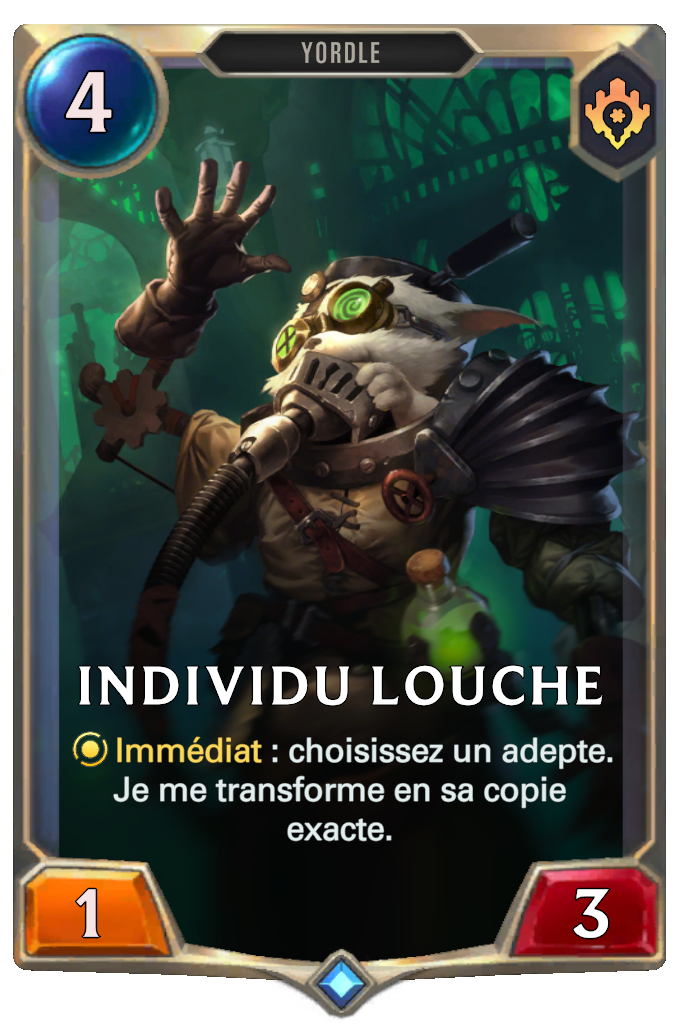 YORDLE
4
INDIVIDU LOUCHE
Immédiat : choisissez un adepte.
Je me transforme en sa copie
exacte.
1
3